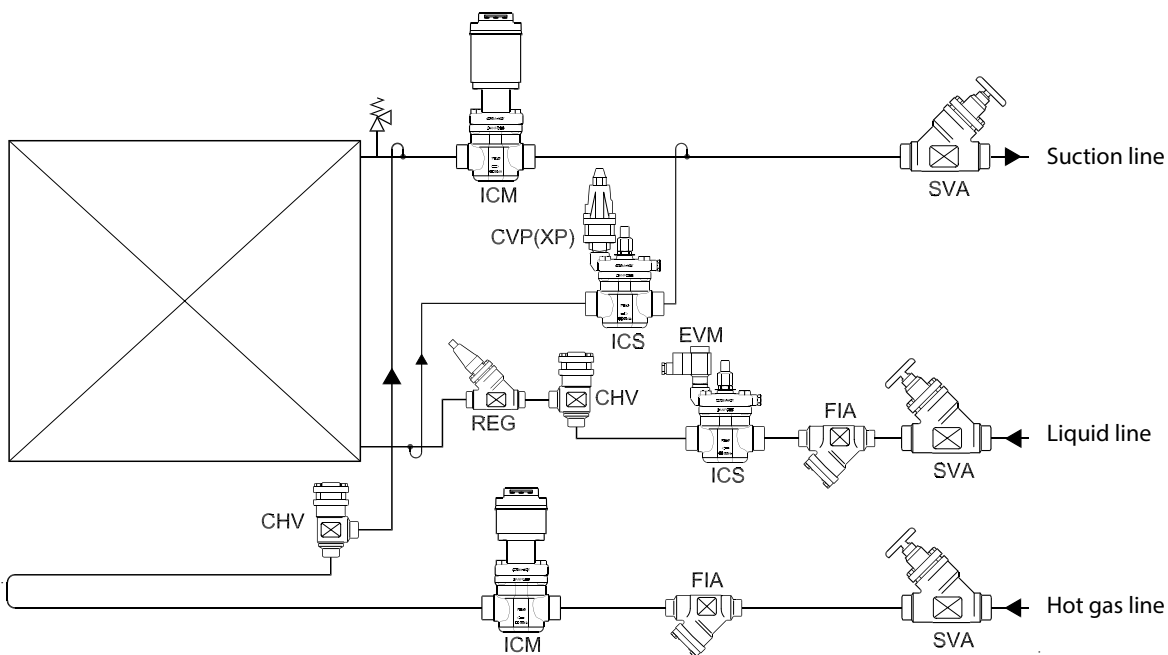 Suction line
ICM
SVA
CVP(XP)
ICS
EVM
CHV
REG
FIA
Liquid line
ICS
SVA
CHV
FIA
Hot gas line
ICM
SVA